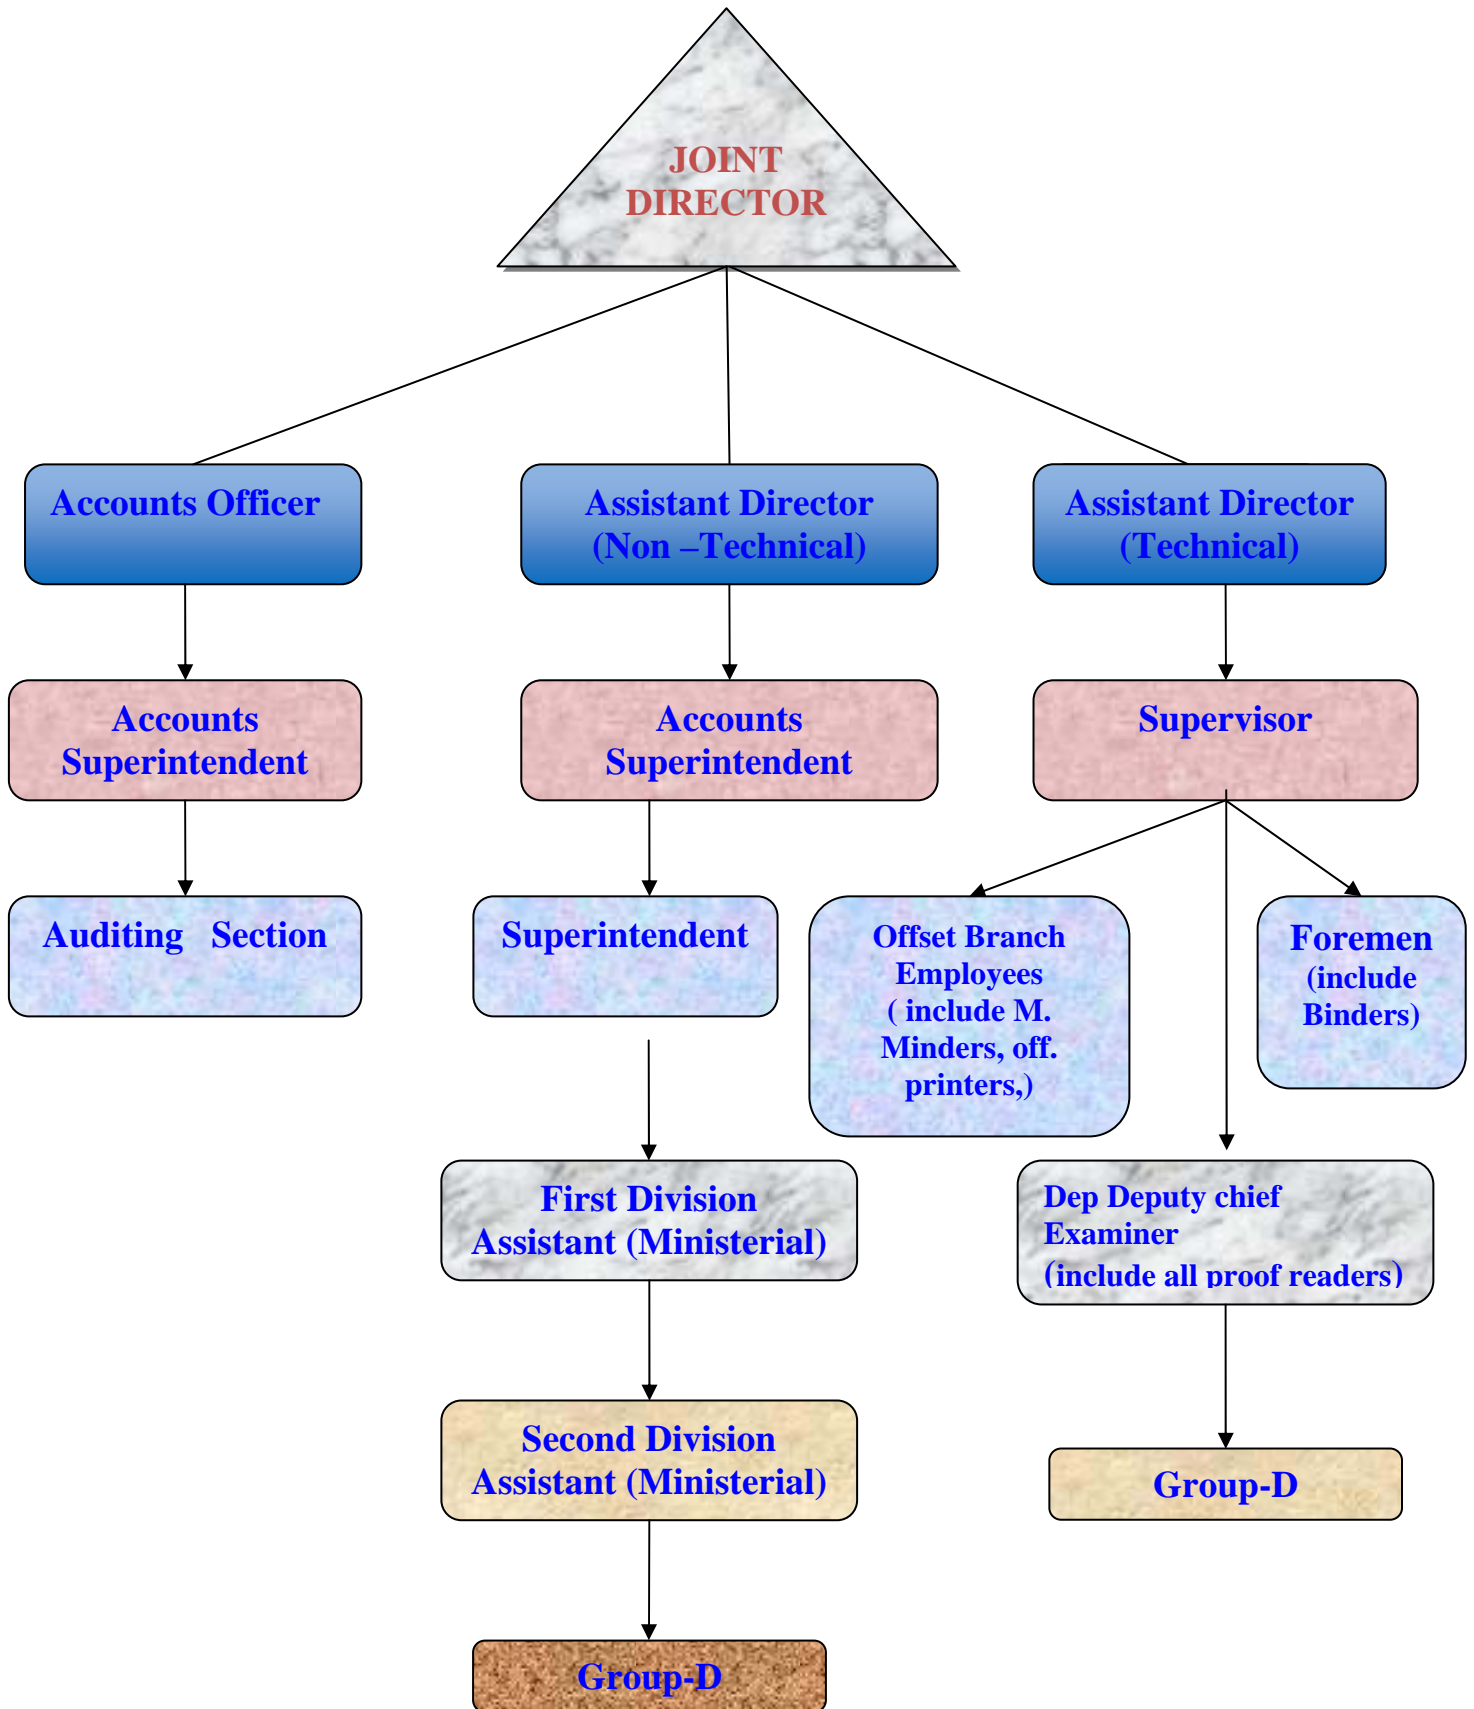 JOINT
DIRECTOR
Accounts Officer
Assistant Director
(Non –Technical)
Assistant Director
(Technical)
Accounts
Superintendent
Accounts
Superintendent
Supervisor
Auditing Section
Superintendent
Offset Branch
Employees
( include M.
Minders, off.
printers,)
Foremen
(include
Binders)
First Division
Assistant (Ministerial)
Dep Deputy chief
Examiner
(include all proof readers)
Second Division
Assistant (Ministerial)
Group-D
Group-D